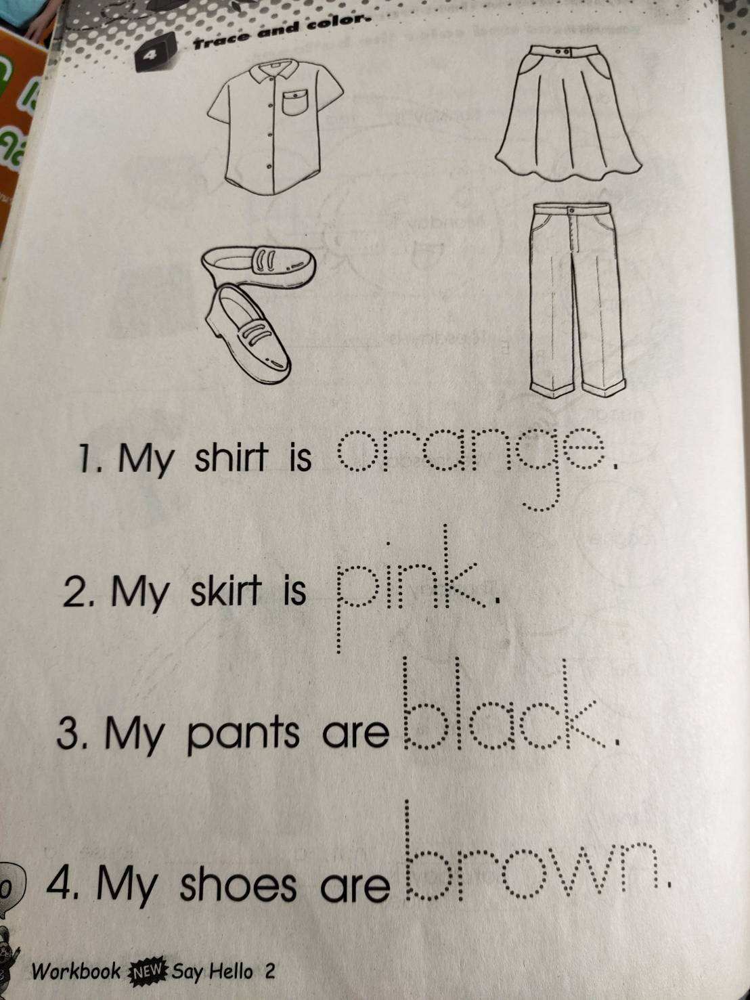 4 Trace and color.
1. My shirt is orange.
2. My skirt is pink.
3. My pants are black.
4. My shoes are brown.
Workbook NEW Say Hello 2